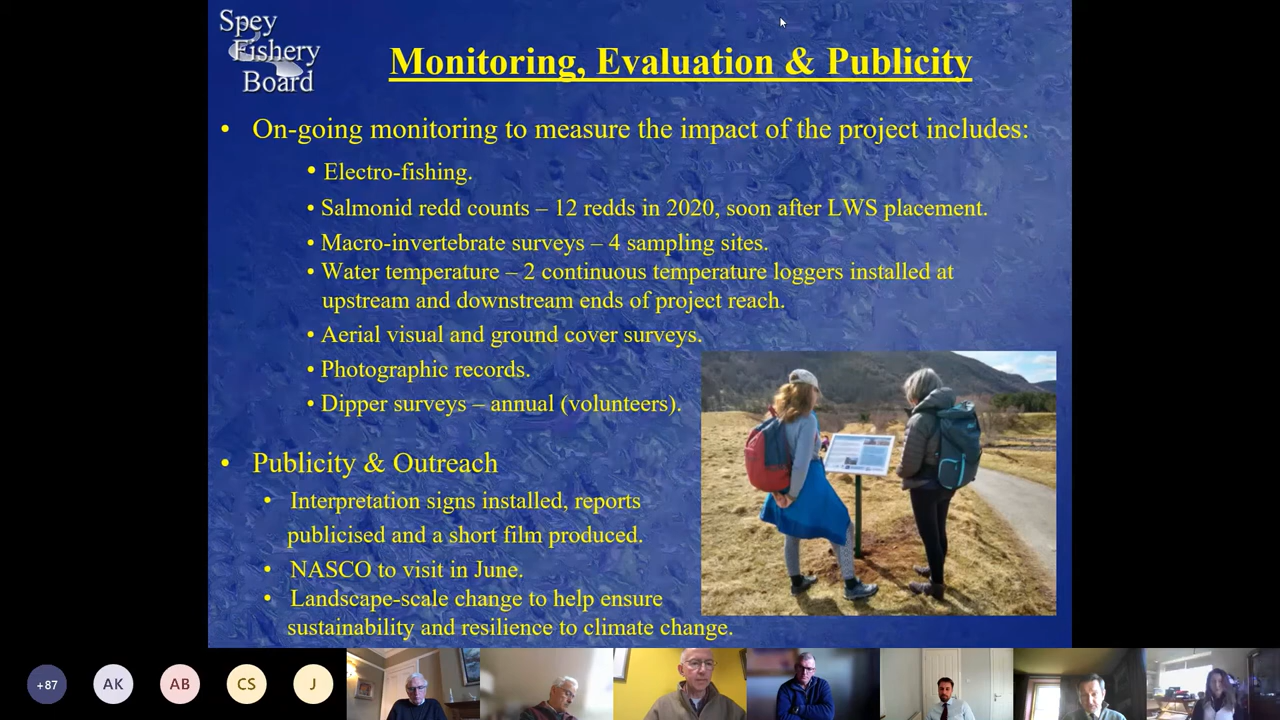 Spey
Fishery
Board
Monitoring, Evaluation & Publicity
• On-going monitoring to measure the impact of the project includes:
• Electro-fishing.
• Salmonid redd counts – 12 redds in 2020, soon after LWS placement.
• Macro-invertebrate surveys – 4 sampling sites.
• Water temperature – 2 continuous temperature loggers installed at
upstream and downstream ends of project reach.
• Aerial visual and ground cover surveys.
• Photographic records.
• Dipper surveys – annual (volunteers).
• Publicity & Outreach
• Interpretation signs installed, reports
publicised and a short film produced.
• NASCO to visit in June.
• Landscape-scale change to help ensure
sustainability and resilience to climate change.
+87 AK AB CS J